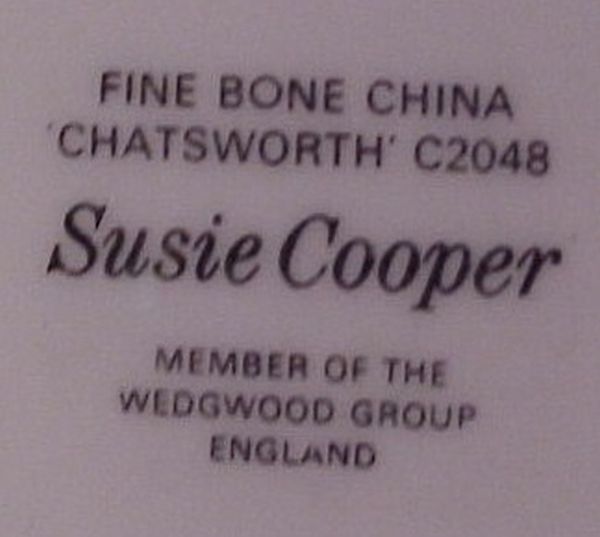 FINE BONE CHINA
'CHATSWORTH' C2048
Susie Cooper
MEMBER OF THE
WEDGWOOD GROUP
ENGLAND